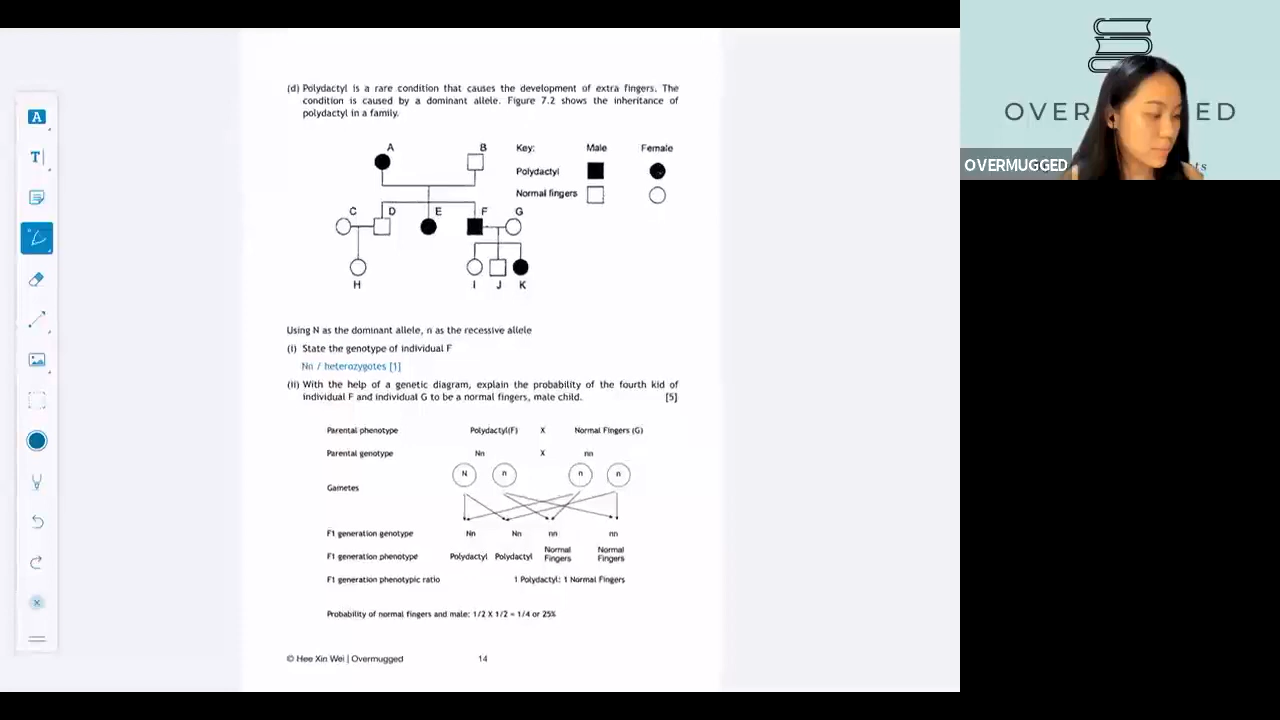 (d) Polydactyl is a rare condition that causes the development of extra fingers. The
condition is caused by a dominant allele. Figure 7.2 shows the inheritance of
polydactyl in a family.
A B Key: Male Female
Polydactyl
Normal fingers
C D E F G
H I J K
Using N as the dominant allele, n as the recessive allele
(i) State the genotype of individual F
Nn / heterozygotes [1]
(ii) With the help of a genetic diagram, explain the probability of the fourth kid of
individual F and individual G to be a normal fingers, male child. [5]
Parental phenotype Polydactyl(F) X Normal Fingers (G)
Parental genotype Nn X nn
N n n n
Gametes
F1 generation genotype Nn Nn nn nn
F1 generation phenotype Polydactyl Polydactyl Normal Fingers Normal Fingers
F1 generation phenotypic ratio 1 Polydactyl: 1 Normal Fingers
Probability of normal fingers and male: 1/2 X 1/2 = 1/4 or 25%
© Hee Xin Wei | Overmugged 14
A
T
OVER ED
OVERMUGGED
ts